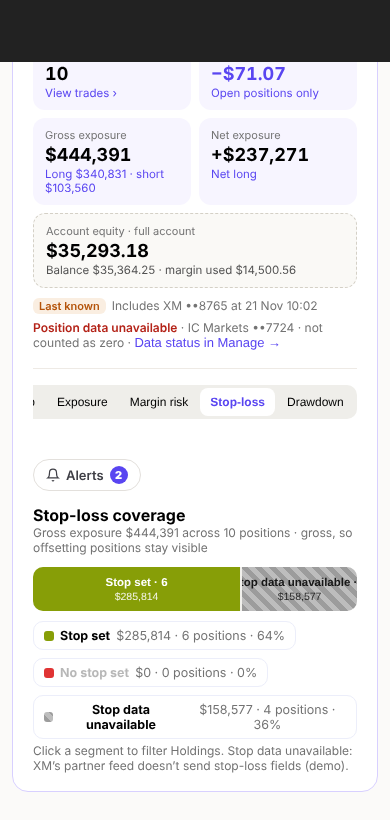 10
−$71.07
View trades ›
Open positions only
Gross exposure
Net exposure
$444,391
+$237,271
Long $340,831 · short
$103,560
Net long
Account equity · full account
$35,293.18
Balance $35,364.25 · margin used $14,500.56
Last known Includes XM ••8765 at 21 Nov 10:02
Position data unavailable · IC Markets ••7724 · not
counted as zero · Data status in Manage →
Exposure Margin risk Stop-loss Drawdown
Alerts 2
Stop-loss coverage
Gross exposure $444,391 across 10 positions · gross, so
offsetting positions stay visible
Stop set · 6
top data unavailable ·
$285,814
$158,577
Stop set $285,814 · 6 positions · 64%
No stop set $0 · 0 positions · 0%
Stop data
unavailable
$158,577 · 4 positions ·
36%
Click a segment to filter Holdings. Stop data unavailable:
XM’s partner feed doesn’t send stop-loss fields (demo).